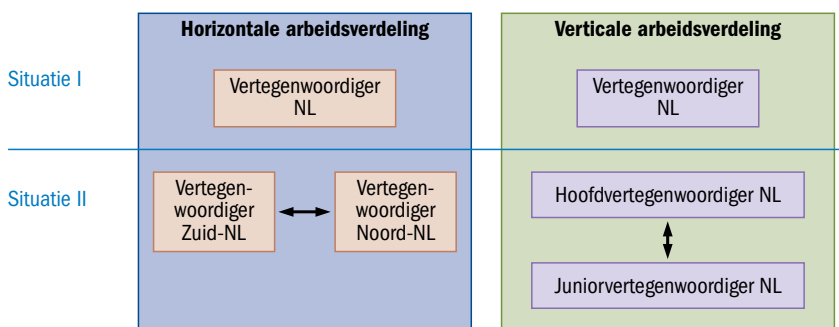 Horizontale arbeidsverdeling
Verticale arbeidsverdeling
Situatie I
Vertegenwoordiger
NL
Vertegenwoordiger
NL
Situatie II
Vertegen-
woordiger
Zuid-NL
Vertegen-
woordiger
Noord-NL
Hoofdvertegenwoordiger NL
Juniorvertegenwoordiger NL